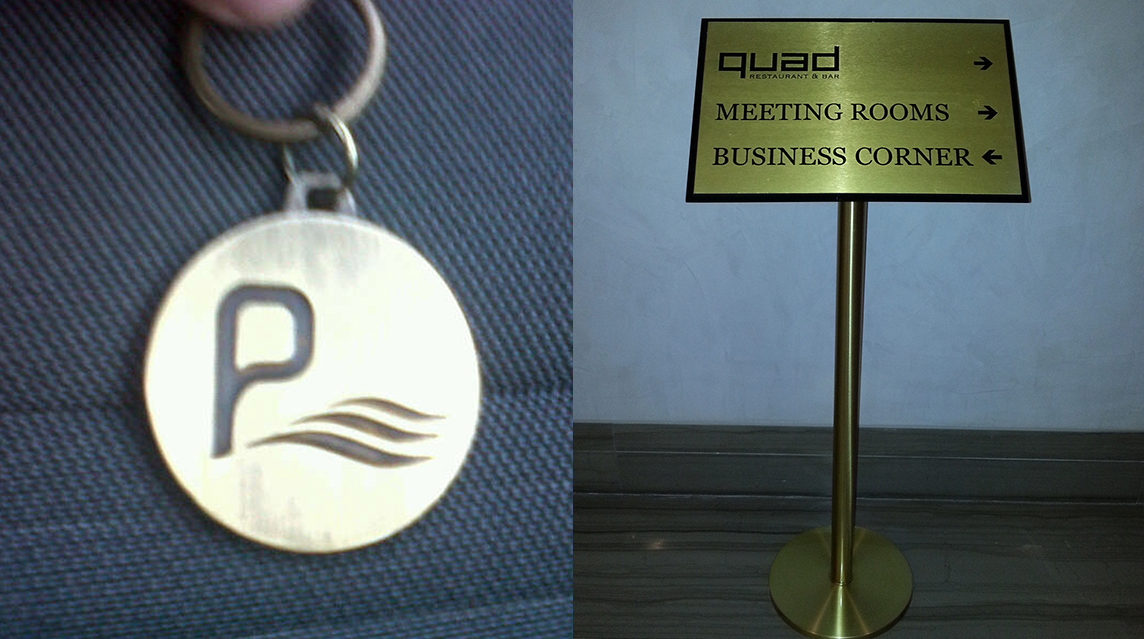 P
quad
RESTAURANT & BAR
MEETING ROOMS
BUSINESS CORNER